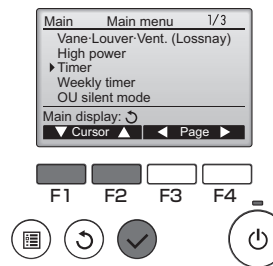 Main Main menu 1/3
Vane·Louver·Vent. (Lossnay)
High power
Timer
Weekly timer
OU silent mode
Main display:
Cursor Page
F1 F2 F3 F4